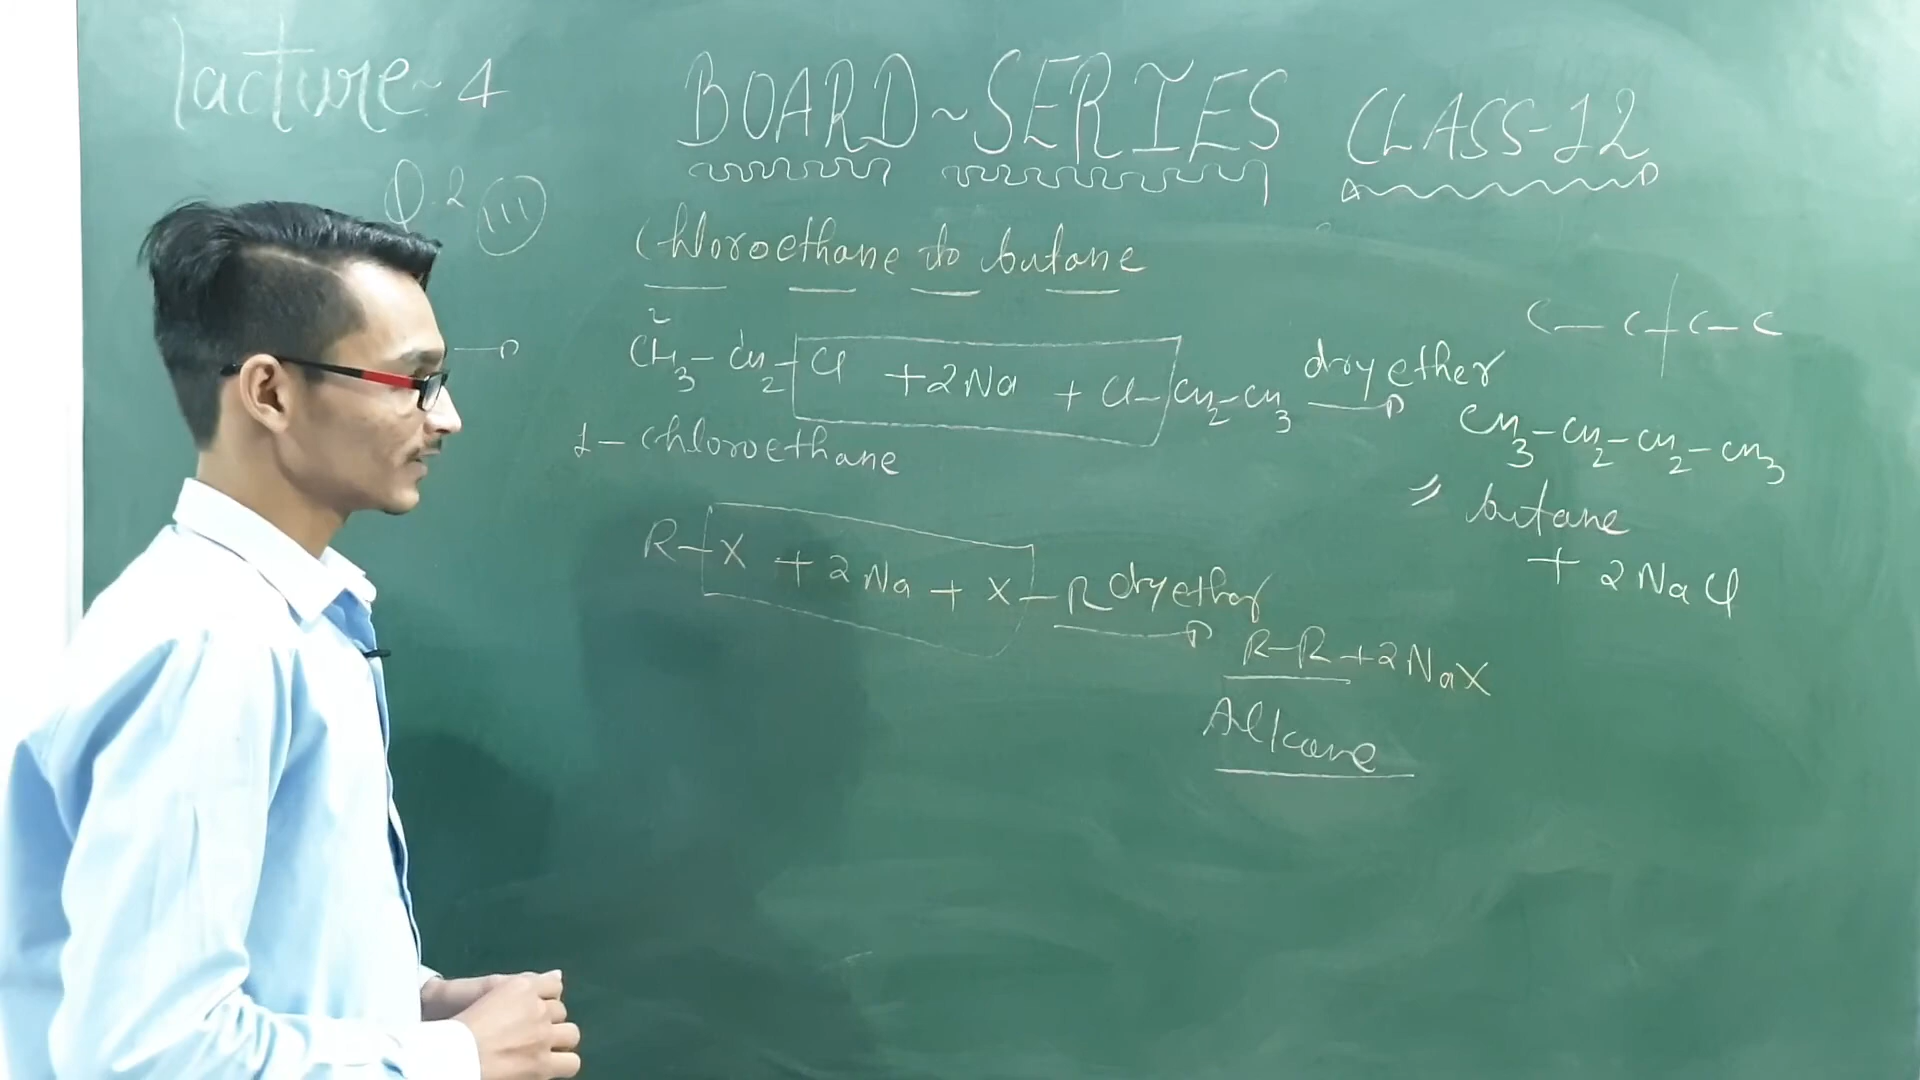 Lacture~4
BOARD~SERIES CLASS-12
Q.2 (111)
Chloroethane to butane
C-C-C-C
CH3-CH2-Cl +2Na + Cl-CH2-CH3 dry ether
CH3-CH2-CH2-CH3
1-Chloroethane
butane
+ 2NaCl
R-X +2Na + X-R dry ether
R-R+2NaX
Alkane